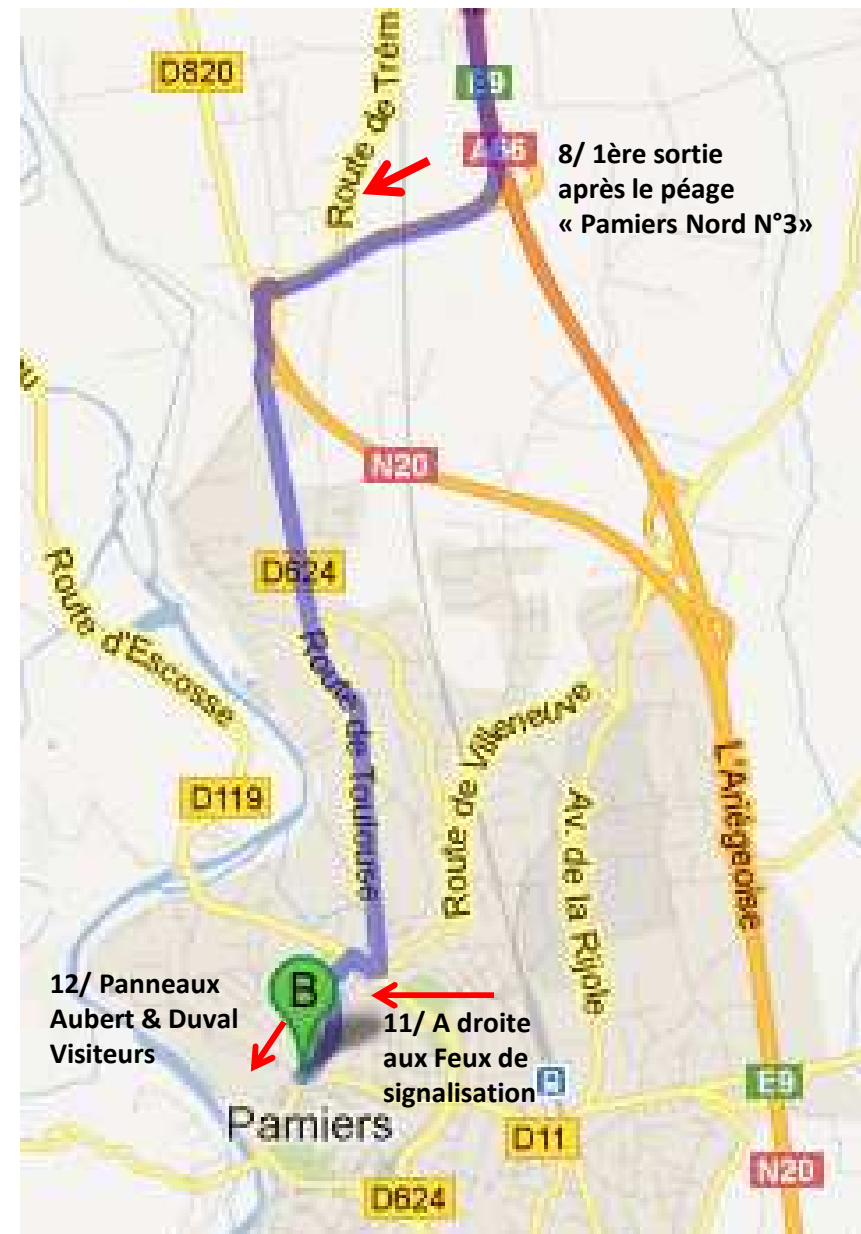 D820
Route de Trém
E9
A66
8/ 1ère sortie
après le péage
« Pamiers Nord N°3»
N20
D624
Route d'Escosse
Route de Toulouse
Route de Villeneuve
D119
Av. de la Rijole
L'Ariégeoise
12/ Panneaux
Aubert & Duval
Visiteurs
B
11/ A droite
aux Feux de
signalisation
E9
Pamiers
D11
N20
D624